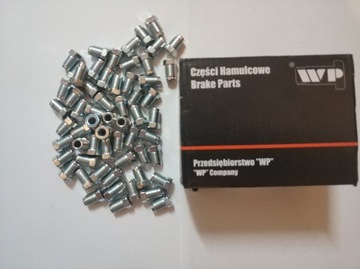 Części Hamulcowe
Brake Parts
WP
Przedsiębiorstwo "WP"
"WP" Company